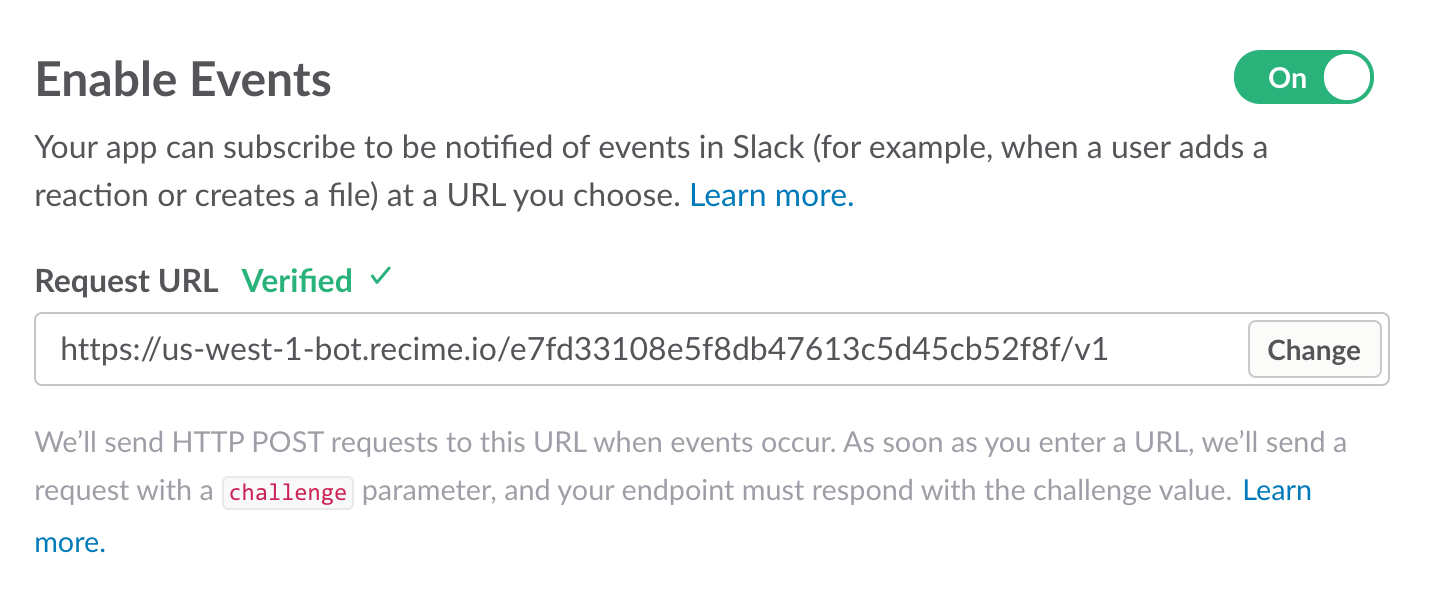 Enable Events
On
Your app can subscribe to be notified of events in Slack (for example, when a user adds a
reaction or creates a file) at a URL you choose. Learn more.
Request URL Verified ✓
https://us-west-1-bot.recime.io/e7fd33108e5f8db47613c5d45cb52f8f/v1
Change
We’ll send HTTP POST requests to this URL when events occur. As soon as you enter a URL, we’ll send a
request with a challenge parameter, and your endpoint must respond with the challenge value. Learn
more.